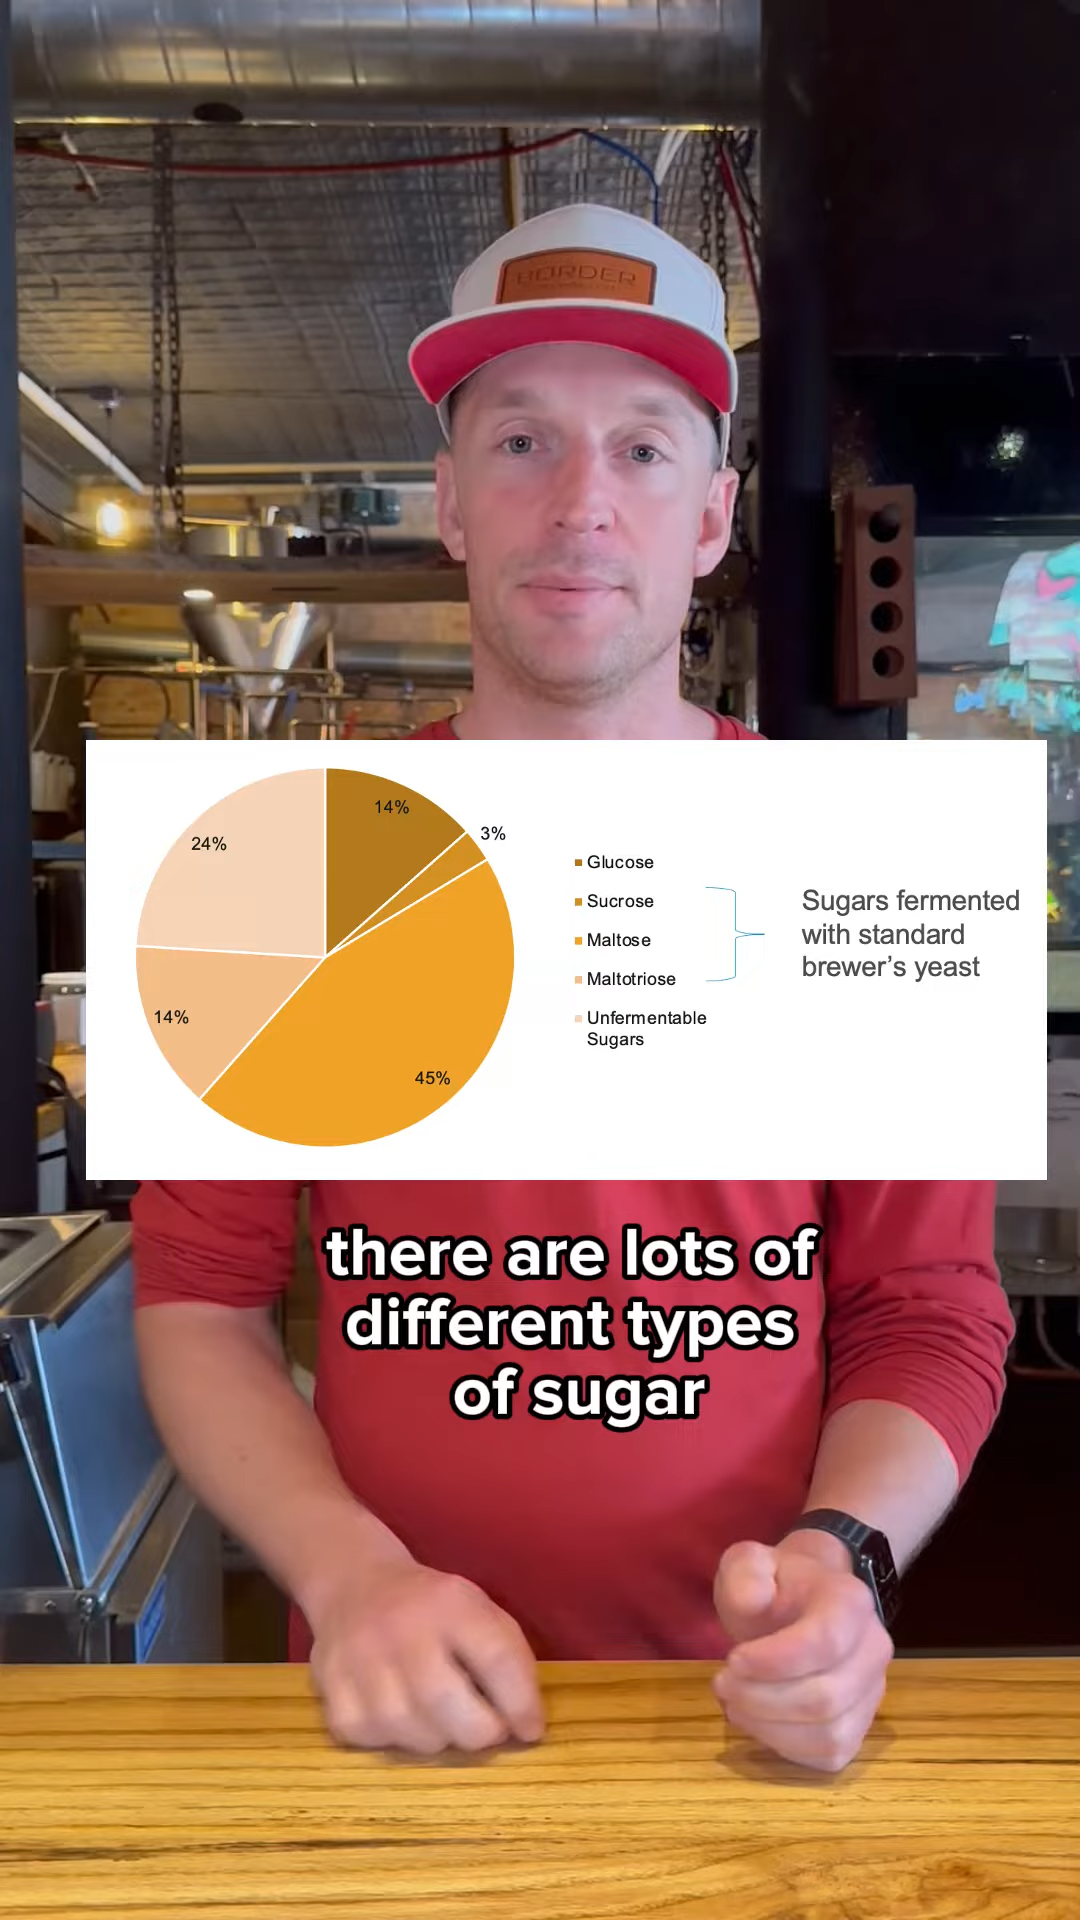 BORDER
14%
3%
24%
14%
45%
Glucose
Sucrose
Maltose
Maltotriose
Unfermentable
Sugars
Sugars fermented
with standard
brewer's yeast
there are lots of
different types
of sugar